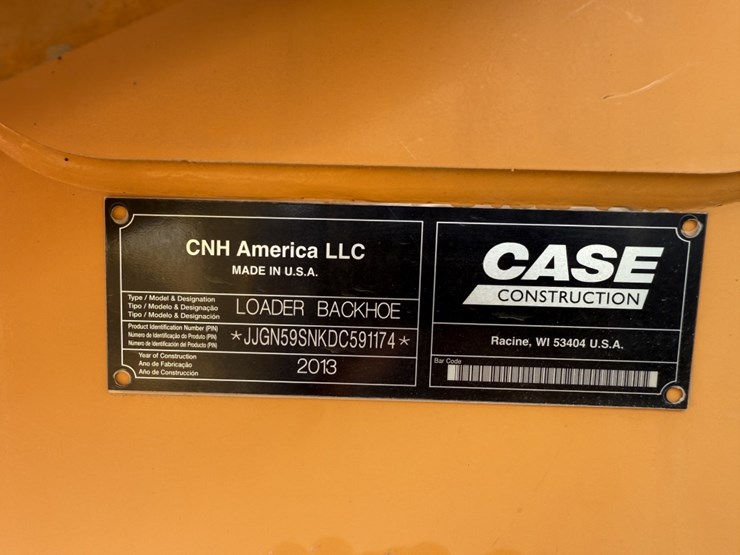 CNH America LLC
MADE IN U.S.A.
Type / Model & Designation
Tipo / Modelo & Designação
Tipo / Modelo & Designación
LOADER BACKHOE
Product Identification Number (PIN)
Número de Identificação do Produto (PIN)
Número de Identificación del Producto (PIN)
*JJGN59SNKDC591174*
Year of Construction
Ano de Fabricação
Año de Construcción
2013
CASE
CONSTRUCTION
Racine, WI 53404 U.S.A.
Bar Code